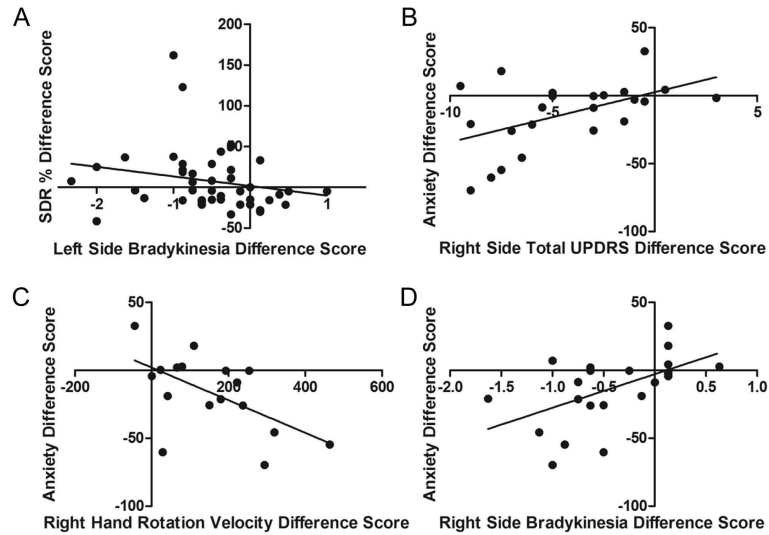 A
SDR % Difference Score
200
150
100
50
-2
-1
1
-50
Left Side Bradykinesia Difference Score
B
Anxiety Difference Score
50
-10
-5
5
-50
-100
Right Side Total UPDRS Difference Score
C
Anxiety Difference Score
50
-200
200
400
600
-50
-100
Right Hand Rotation Velocity Difference Score
D
Anxiety Difference Score
50
-2.0
-1.5
-1.0
-0.5
0.5
1.0
-50
-100
Right Side Bradykinesia Difference Score